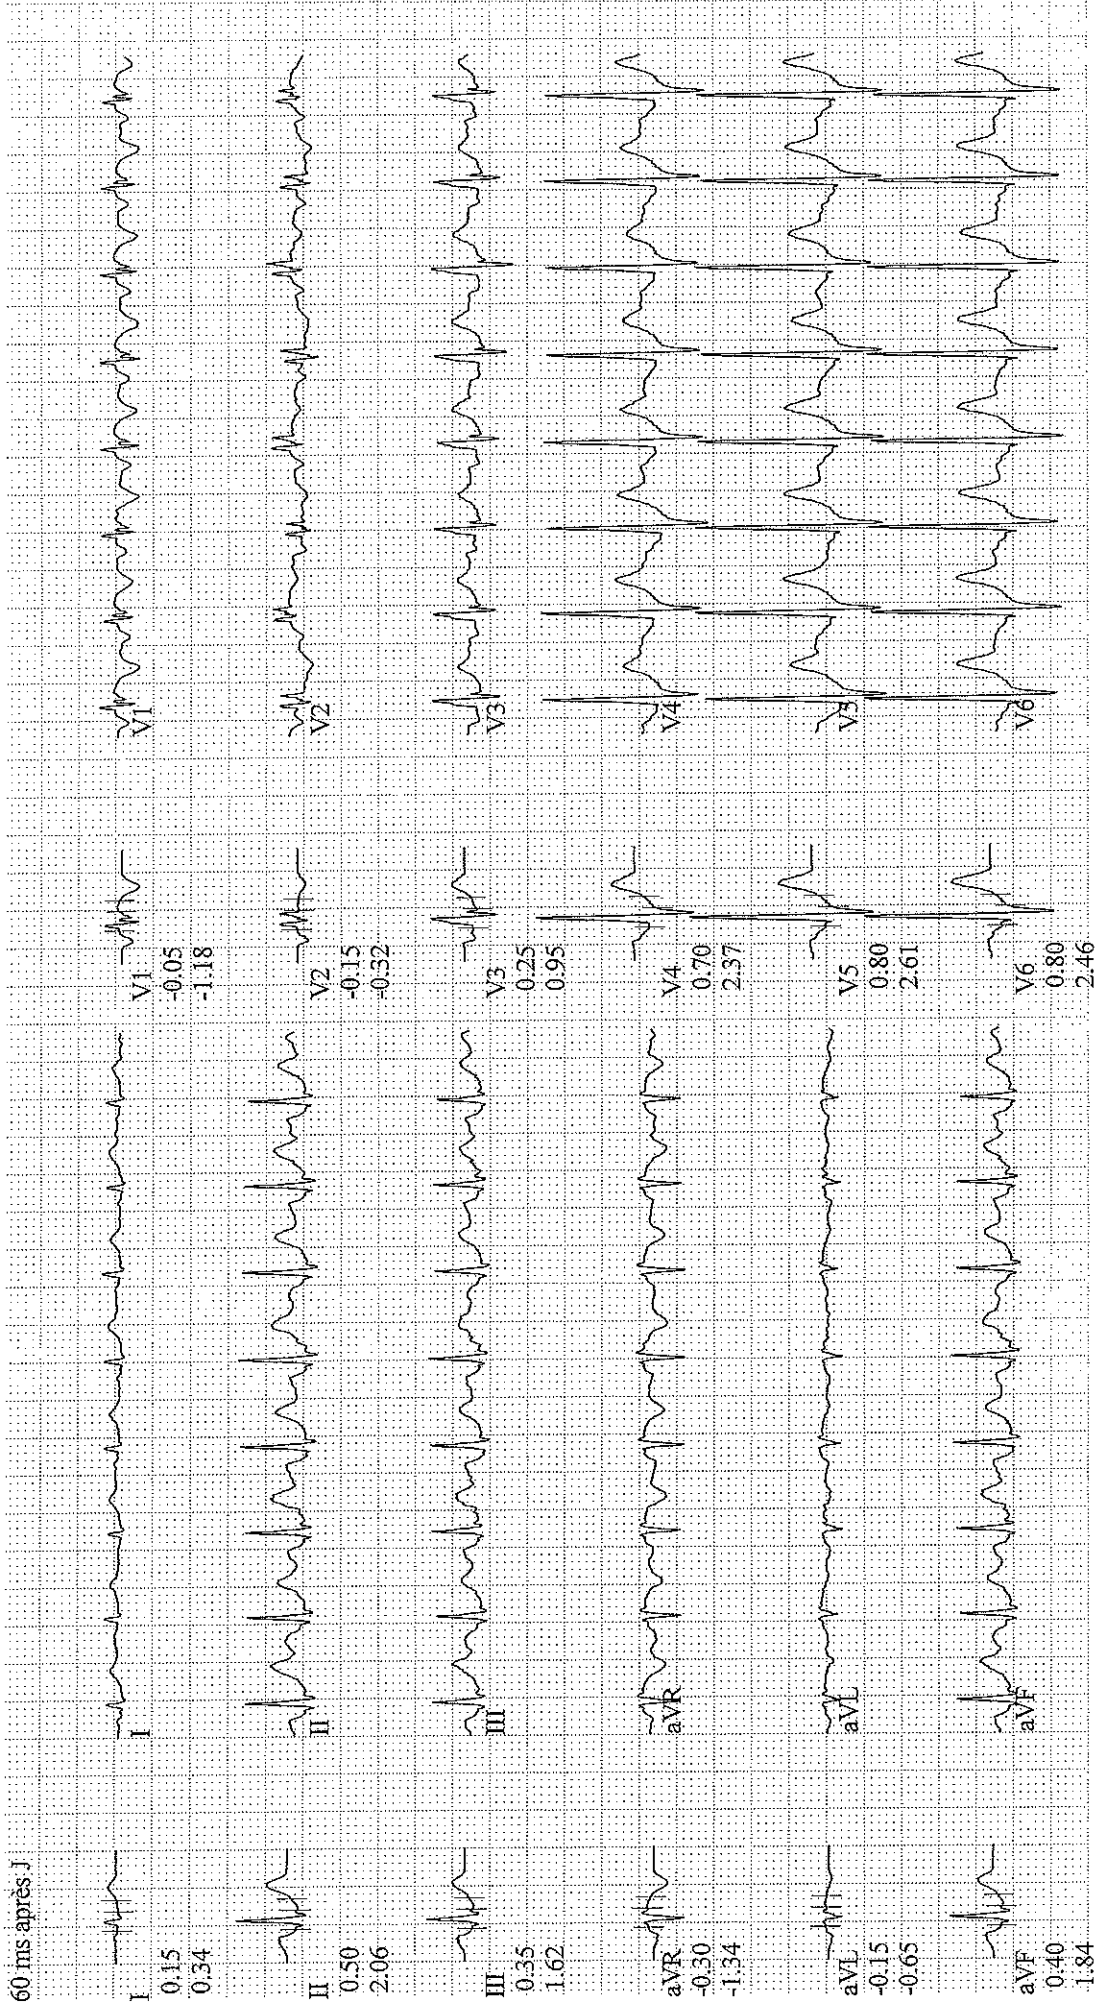 60 ms après J
I
0.15
0.34
II
0.50
2.06
III
0.35
1.62
aVR
-0.30
-1.34
aVL
-0.15
-0.65
aVF
0.40
1.84
I
II
III
aVR
aVL
aVF
V1
-0.05
-1.18
V2
-0.15
-0.32
V3
0.25
0.95
V4
0.70
2.37
V5
0.80
2.61
V6
0.80
2.46
V1
V2
V3
V4
V5
V6